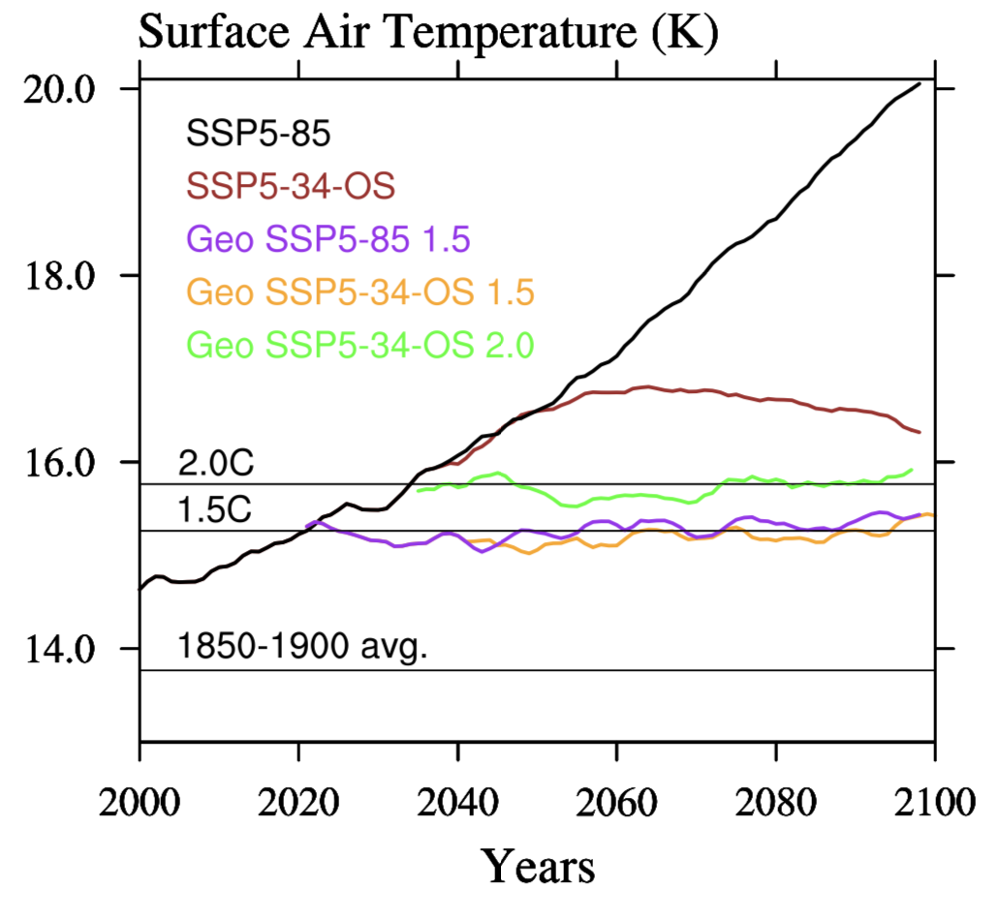 Surface Air Temperature (K)
20.0
SSP5-85
SSP5-34-OS
Geo SSP5-85 1.5
18.0
Geo SSP5-34-OS 1.5
Geo SSP5-34-OS 2.0
16.0
2.0C
1.5C
14.0
1850-1900 avg.
2000 2020 2040 2060 2080 2100
Years